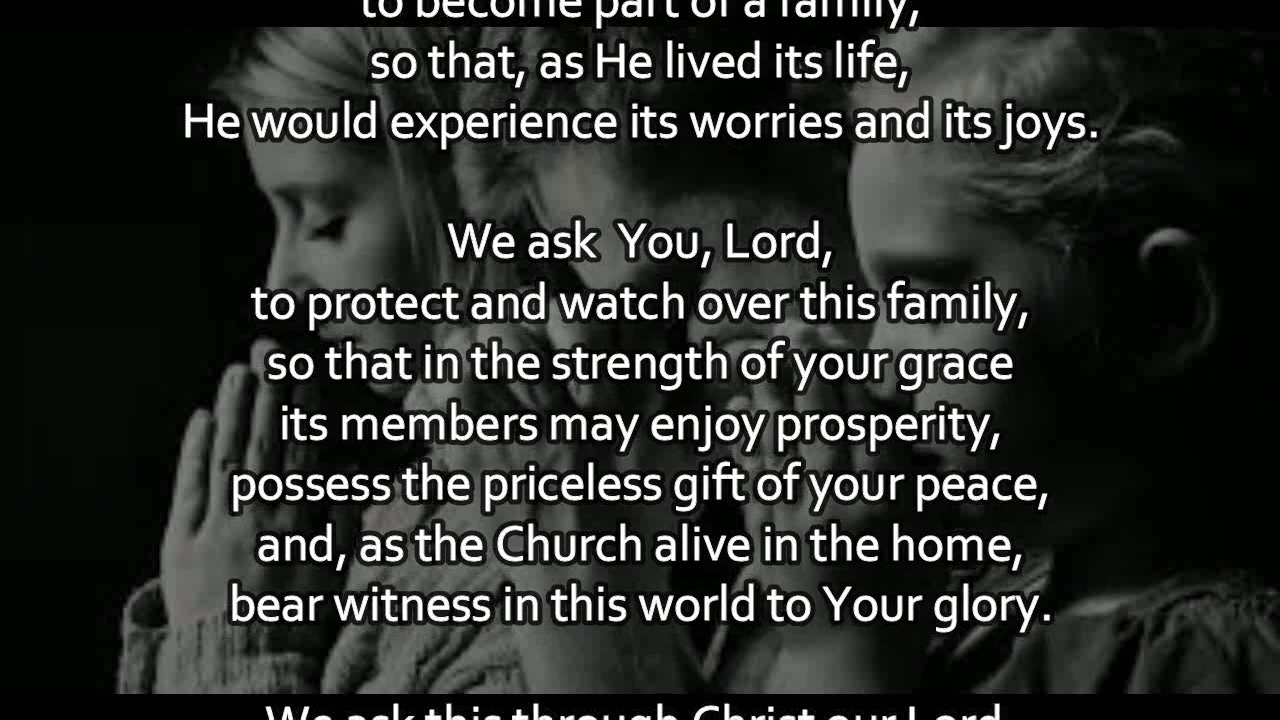 to become part of a family,
so that, as He lived its life,
He would experience its worries and its joys.
We ask You, Lord,
to protect and watch over this family,
so that in the strength of your grace
its members may enjoy prosperity,
possess the priceless gift of your peace,
and, as the Church alive in the home,
bear witness in this world to Your glory.
We ask this through Christ our Lord